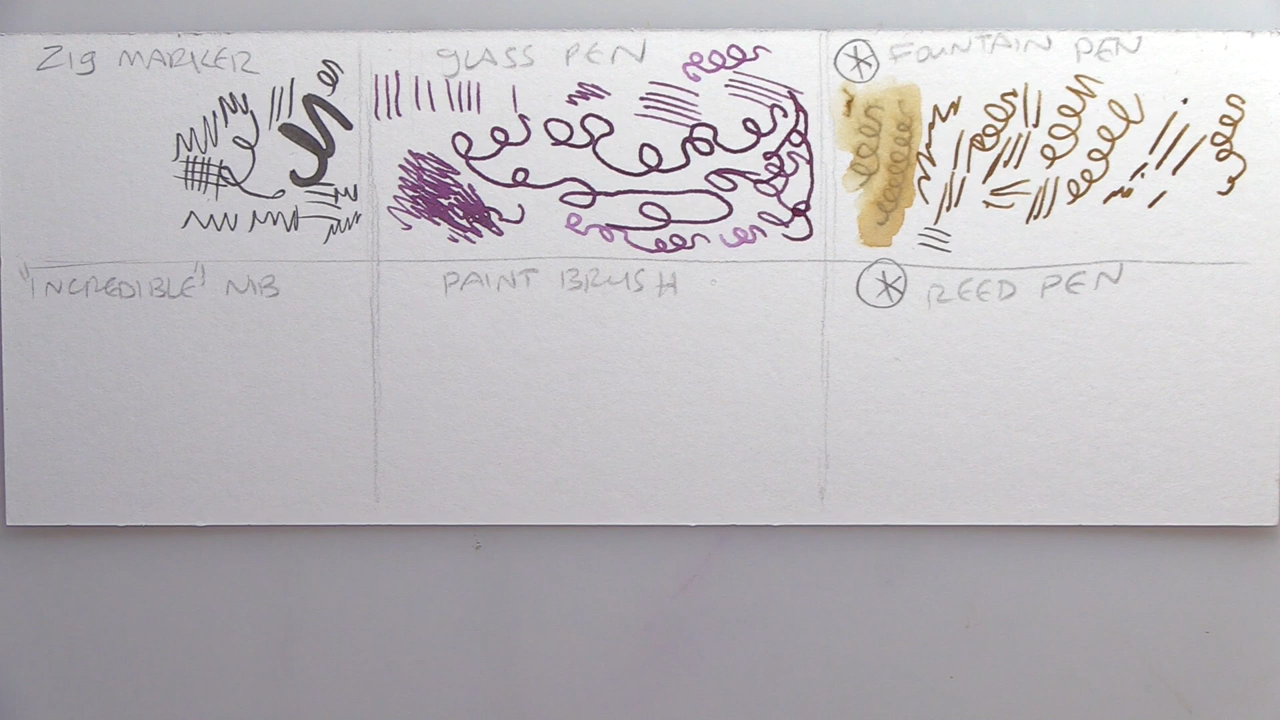 Zig MARKER
gLASS PEN
FOUNTAIN PEN
"INCREDIBLE" NIB
PAINT BRUSH
REED PEN